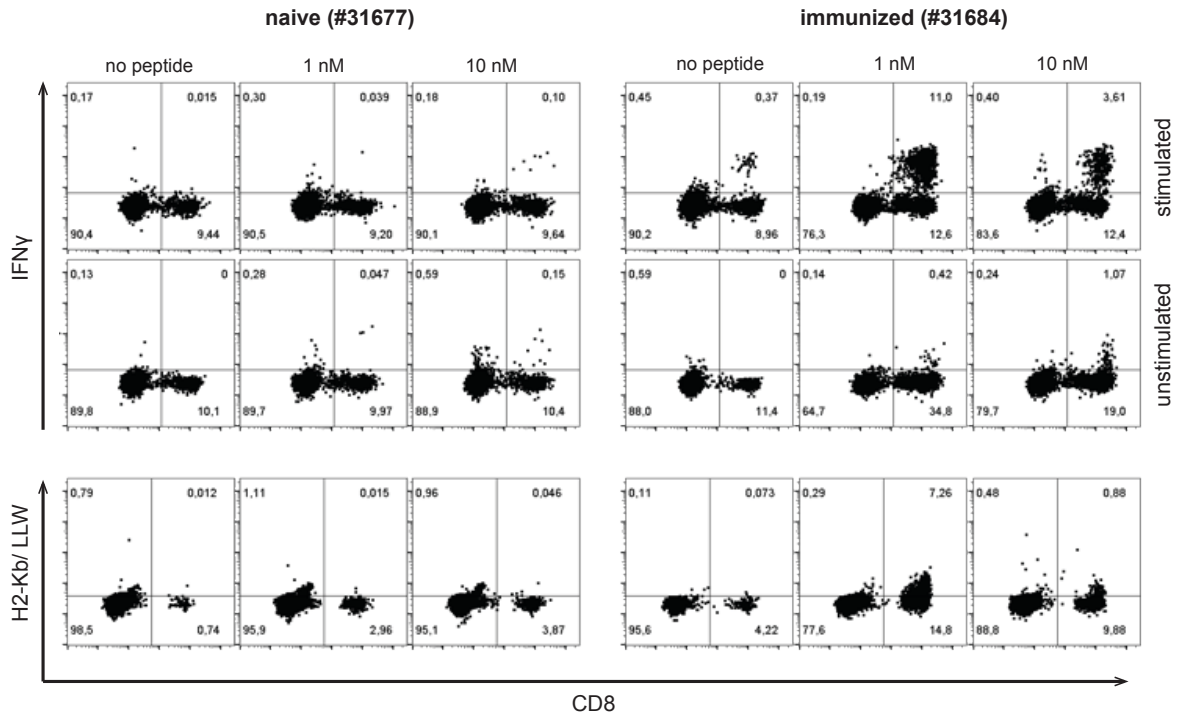 naive (#31677) immunized (#31684)
no peptide 1 nM 10 nM no peptide 1 nM 10 nM
0,17 0,015 0,30 0,039 0,18 0,10 0,45 0,37 0,19 11,0 0,40 3,61
90,4 9,44 90,5 9,20 90,1 9,64 90,2 8,96 76,3 12,6 83,6 12,4
stimulated
IFNγ
0,13 0 0,28 0,047 0,59 0,15 0,59 0 0,14 0,42 0,24 1,07
89,8 10,1 89,7 9,97 88,9 10,4 88,0 11,4 64,7 34,8 79,7 19,0
unstimulated
H2-Kb/ LLW
0,79 0,012 1,11 0,015 0,96 0,046 0,11 0,073 0,29 7,26 0,48 0,88
98,5 0,74 95,9 2,96 95,1 3,87 95,6 4,22 77,6 14,8 88,8 9,88
CD8